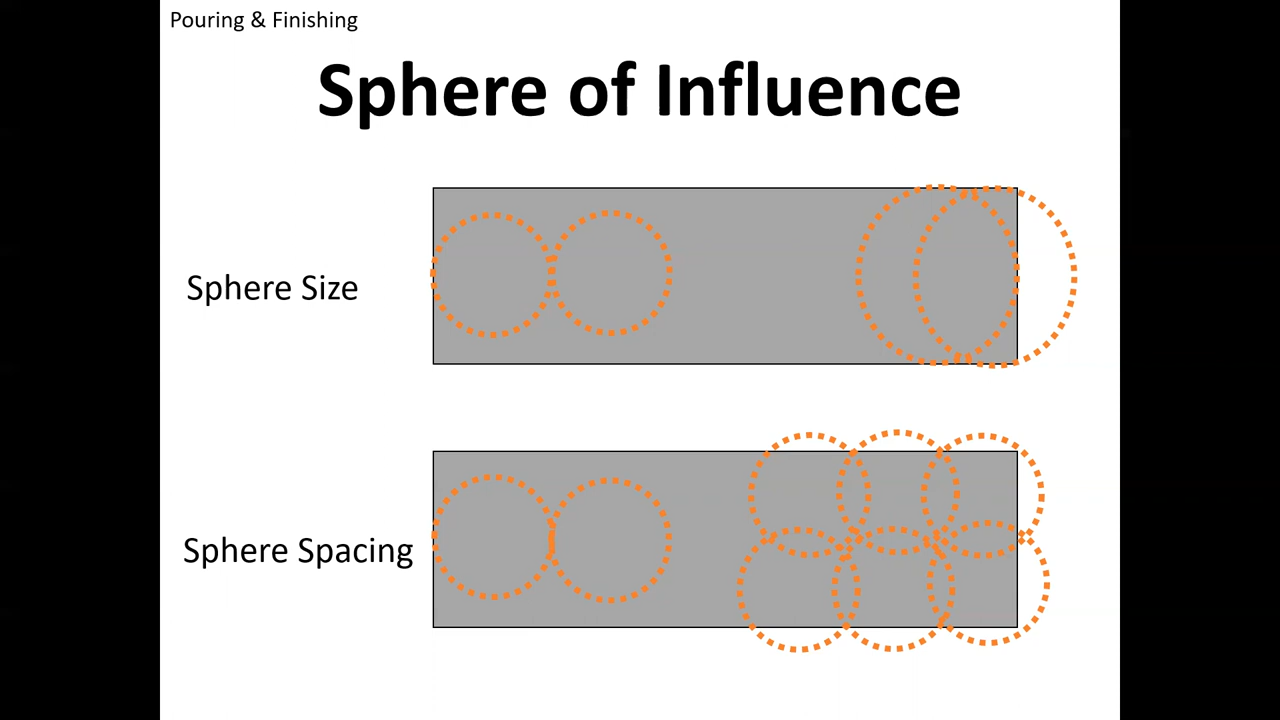 Pouring & Finishing
Sphere of Influence
Sphere Size
Sphere Spacing